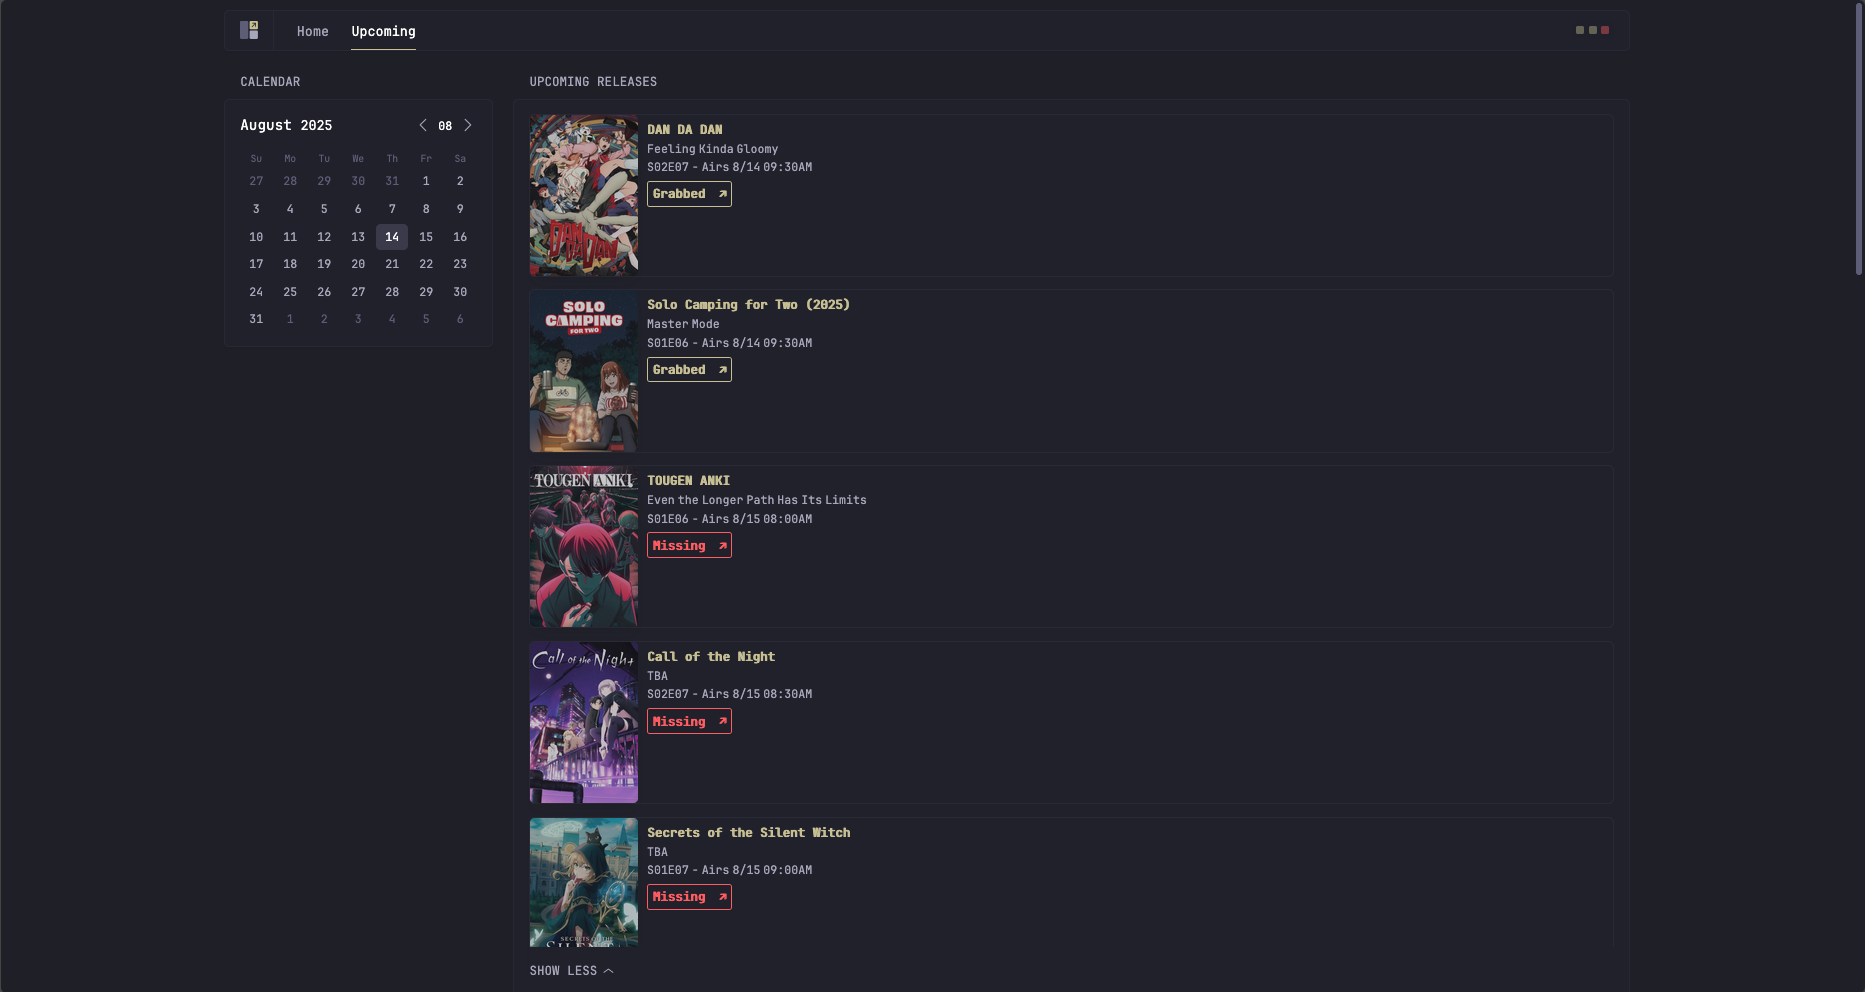 Home
Upcoming
CALENDAR
August 2025
08
Su Mo Tu We Th Fr Sa
27 28 29 30 31 1 2
3 4 5 6 7 8 9
10 11 12 13 14 15 16
17 18 19 20 21 22 23
24 25 26 27 28 29 30
31 1 2 3 4 5 6
UPCOMING RELEASES
DAN DA DAN
DAN DA DAN
Feeling Kinda Gloomy
S02E07 - Airs 8/14 09:30AM
Grabbed
SOLO
CAMPING
FOR TWO
Solo Camping for Two (2025)
Master Mode
S01E06 - Airs 8/14 09:30AM
Grabbed
TOUGEN ANKI
TOUGEN ANKI
Even the Longer Path Has Its Limits
S01E06 - Airs 8/15 08:00AM
Missing
Call of the Night
Call of the Night
TBA
S02E07 - Airs 8/15 08:30AM
Missing
SECRETS OF THE
SILENT
Secrets of the Silent Witch
TBA
S01E07 - Airs 8/15 09:00AM
Missing
SHOW LESS